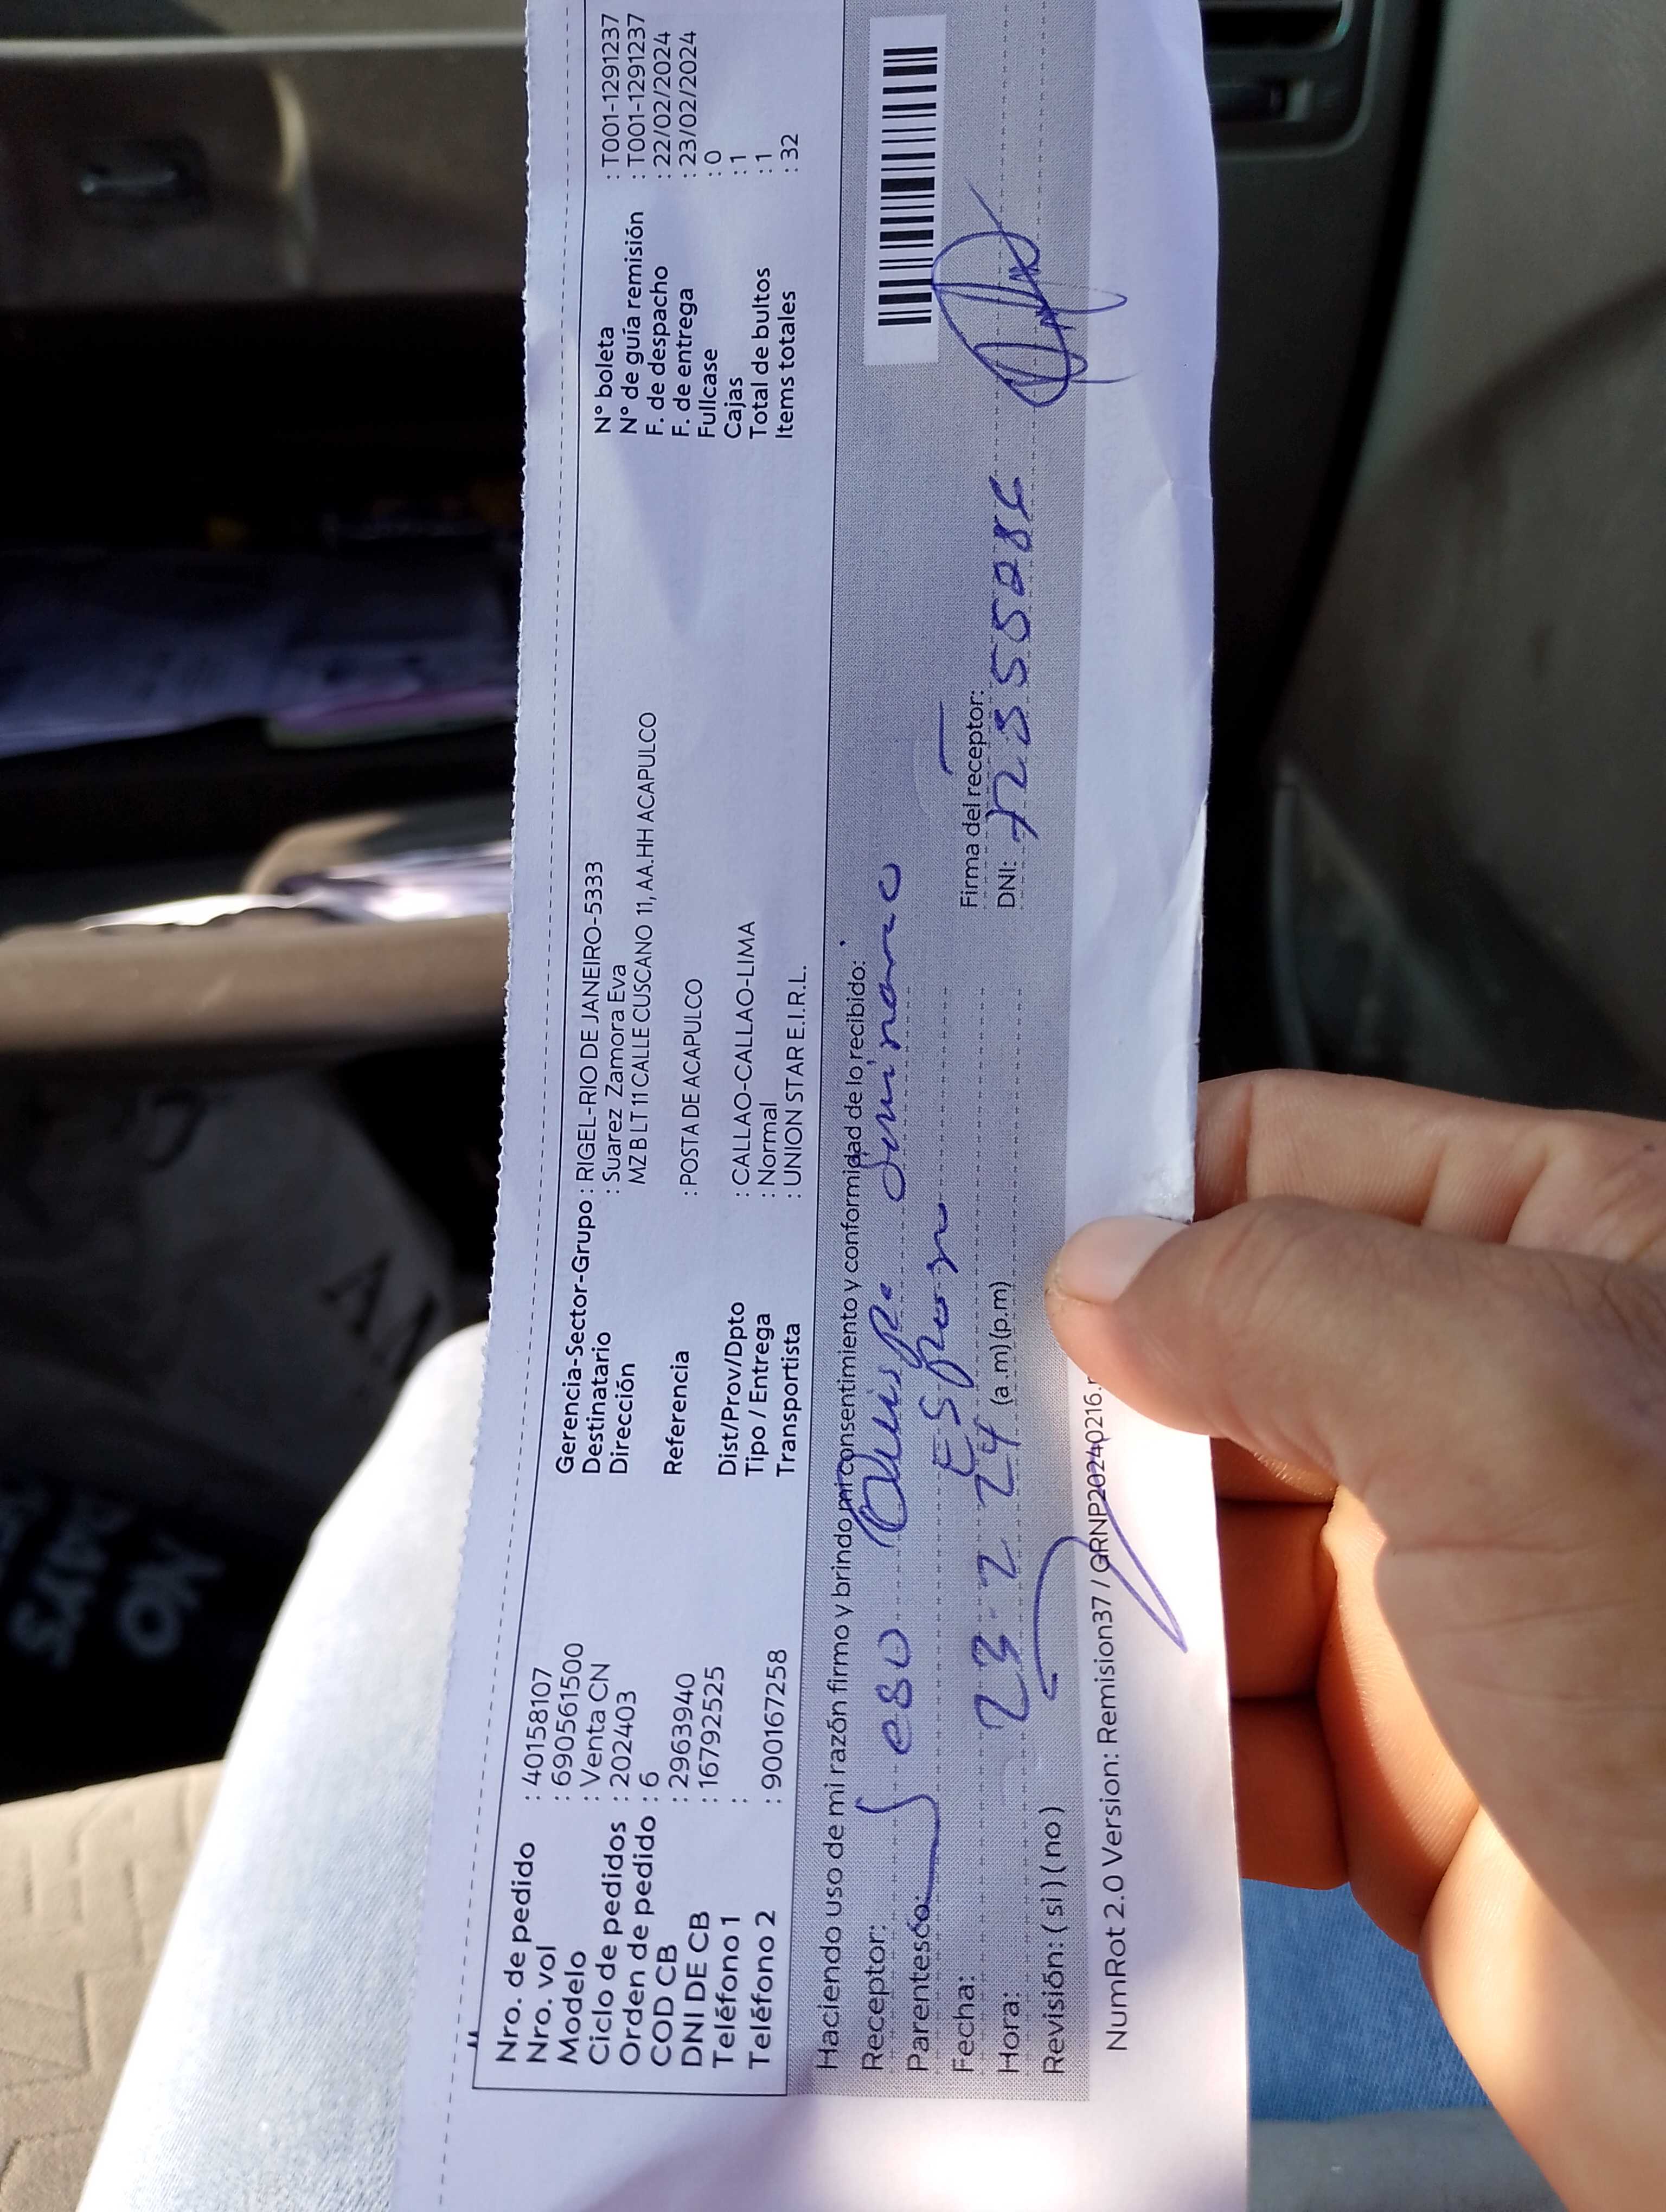 Nro. de pedido : 40158107
Nro. vol : 690561500
Modelo : Venta CN
Ciclo de pedidos : 202403
Orden de pedido : 6
COD CB : 2963940
DNI DE CB : 16792525
Teléfono 1 :
Teléfono 2 : 900167258
Gerencia-Sector-Grupo : RIGEL-RIO DE JANEIRO-5333
Destinatario : Suarez Zamora Eva
Dirección MZ B LT 11 CALLE CUSCANO 11, AA.HH ACAPULCO
Referencia : POSTA DE ACAPULCO
Dist/Prov/Dpto : CALLAO-CALLAO-LIMA
Tipo / Entrega : Normal
Transportista : UNION STAR E.I.R.L.
N° boleta : T001-1291237
N° de guía remisión : T001-1291237
F. de despacho : 22/02/2024
F. de entrega : 23/02/2024
Fullcase : 0
Cajas : 1
Total de bultos : 1
Items totales : 32
Haciendo uso de mi razón firmo y brindo mi consentimiento y conformidad de lo recibido:
Receptor: Quispe
Parentesco:
Fecha: 23 2 24
Firma del receptor:
Hora: (a.m)(p.m)
DNI:
Revisión: (si) (no)
NumRot 2.0 Version: Remision37 / GRNP20240216.